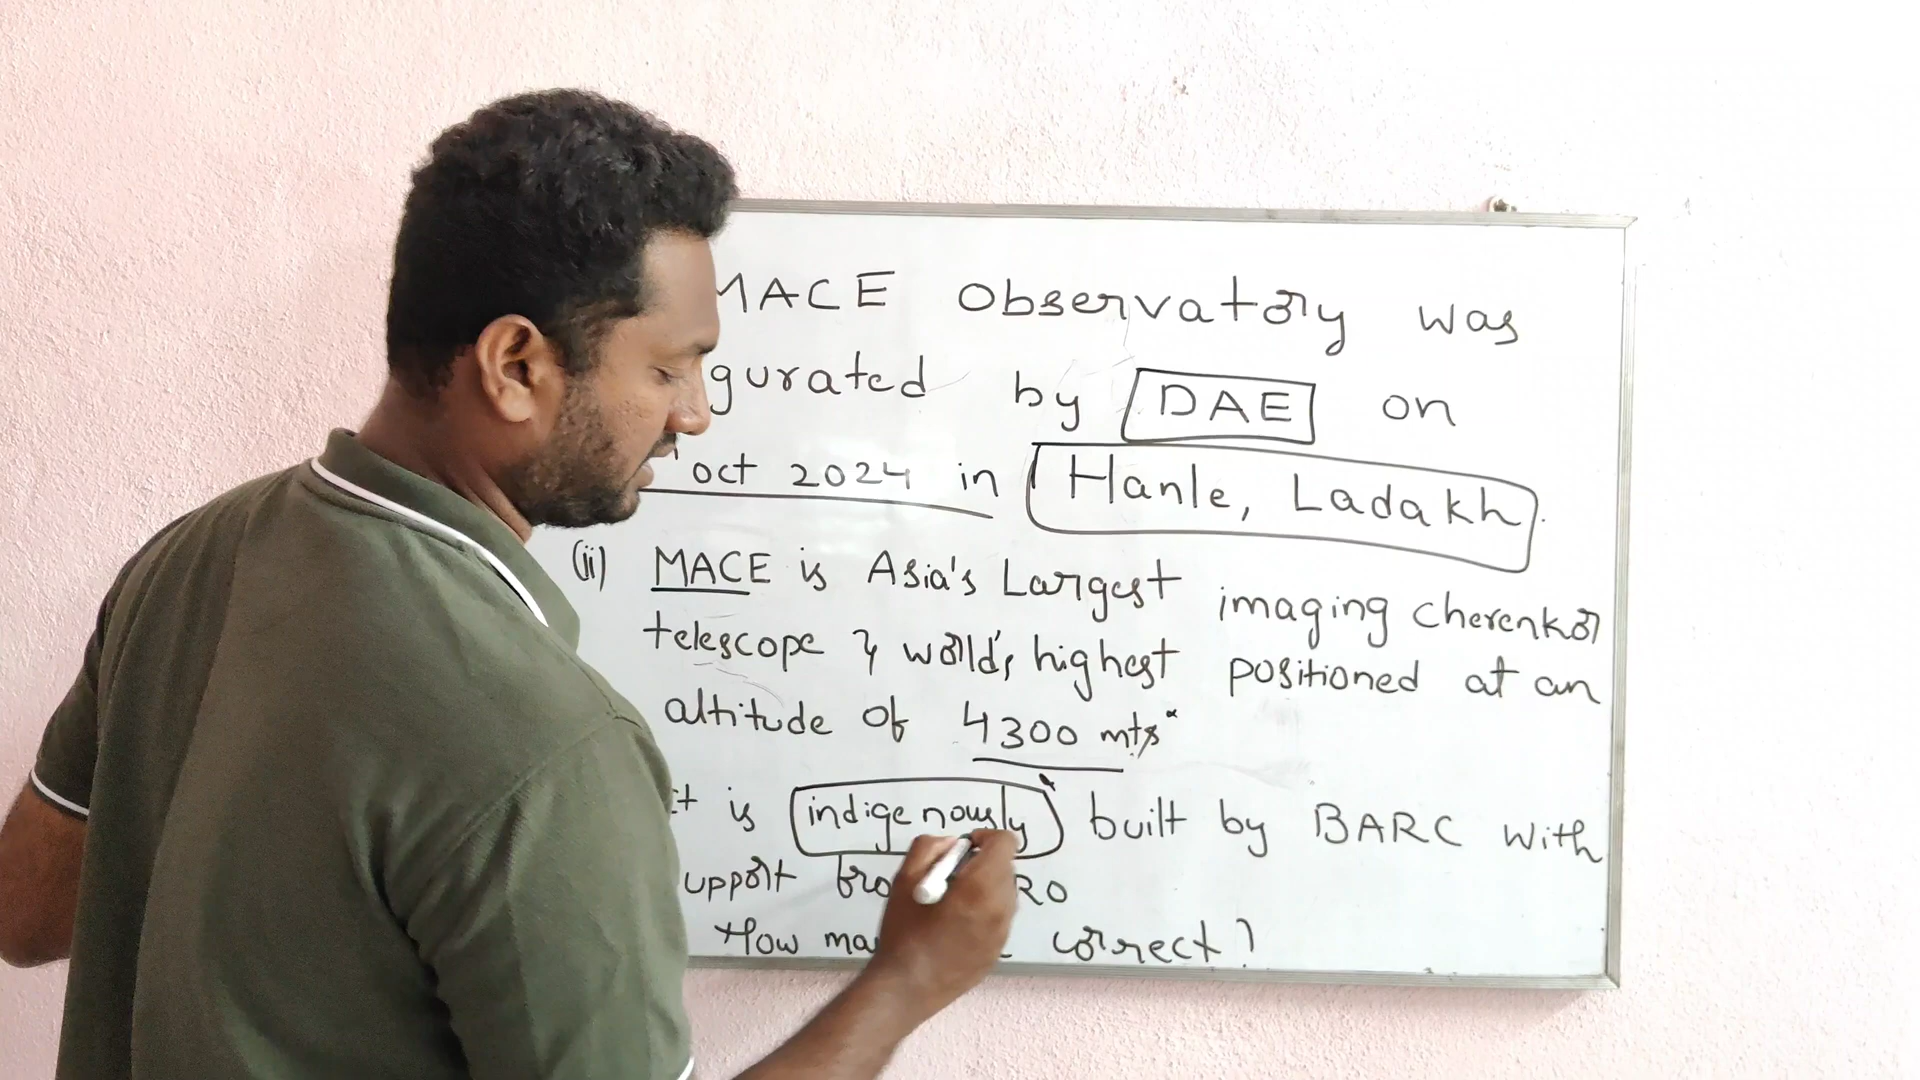 MACE Observatory was
gurated by DAE on
oct 2024 in Hanle, Ladakh.
(ii) MACE is Asia's Largest imaging cherenkov
telescope & world's highest positioned at an
altitude of 4300 mts
is indigenously built by BARC with
upport RO
How correct?